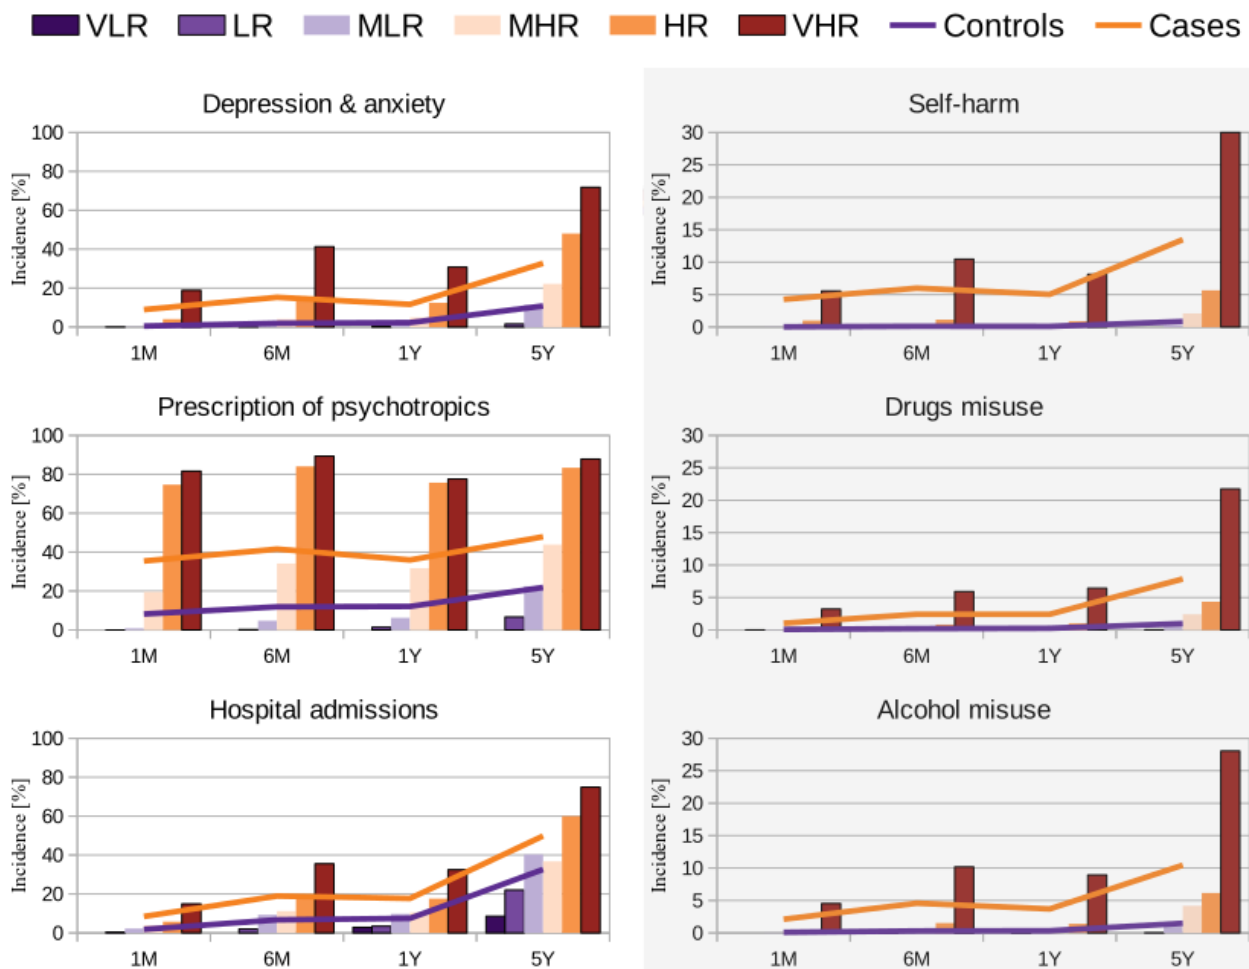 VLR LR MLR MHR HR VHR Controls Cases
Depression & anxiety
Incidence [%]
100
80
60
40
20
0
1M 6M 1Y 5Y
Self-harm
Incidence [%]
30
25
20
15
10
5
0
1M 6M 1Y 5Y
Prescription of psychotropics
Incidence [%]
100
80
60
40
20
0
1M 6M 1Y 5Y
Drugs misuse
Incidence [%]
30
25
20
15
10
5
0
1M 6M 1Y 5Y
Hospital admissions
Incidence [%]
100
80
60
40
20
0
1M 6M 1Y 5Y
Alcohol misuse
Incidence [%]
30
25
20
15
10
5
0
1M 6M 1Y 5Y